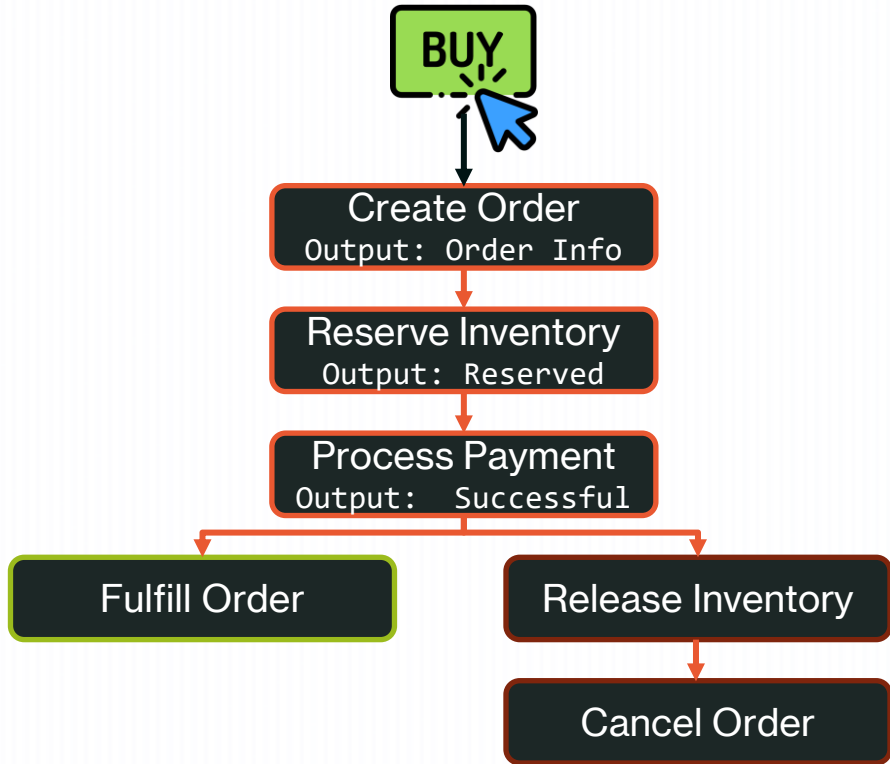 BUY
Create Order
Output: Order Info
Reserve Inventory
Output: Reserved
Process Payment
Output:  Successful
Fulfill Order
Release Inventory
Cancel Order